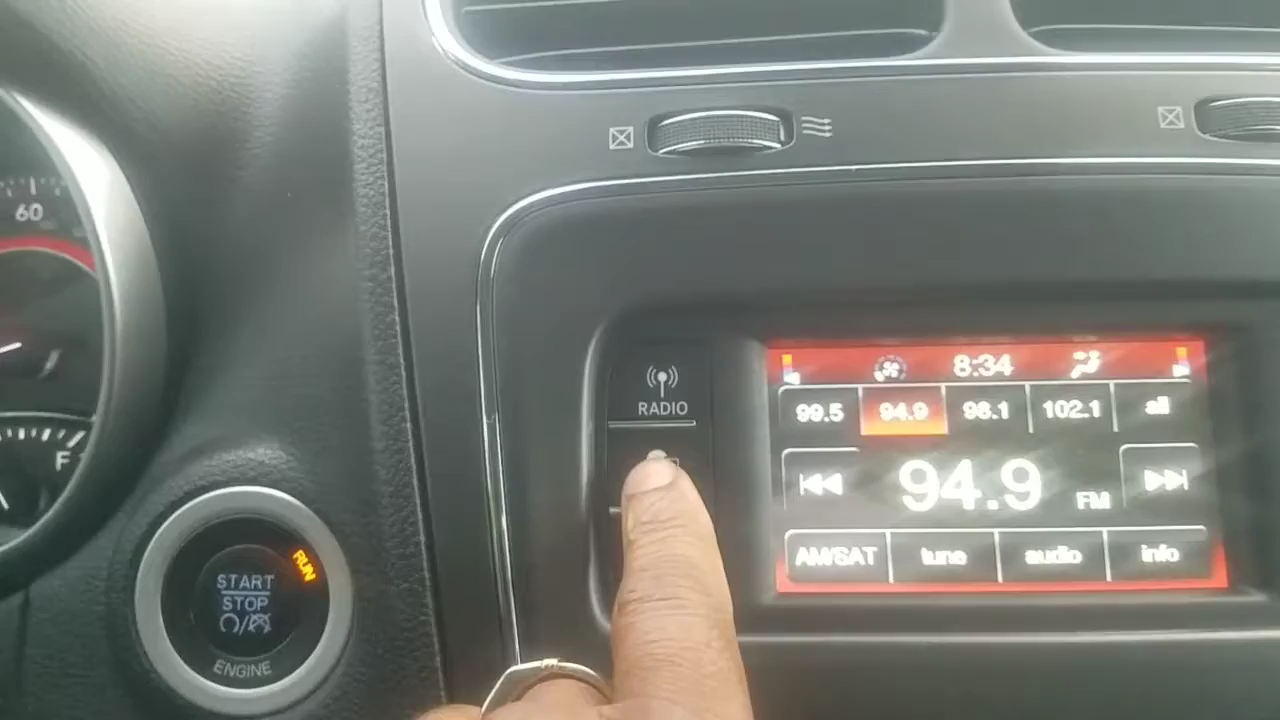 60
F
RUN
START
STOP
ENGINE
RADIO
8:34
99.5 94.9 98.1 102.1 all
94.9 FM
AM/SAT tune audio info